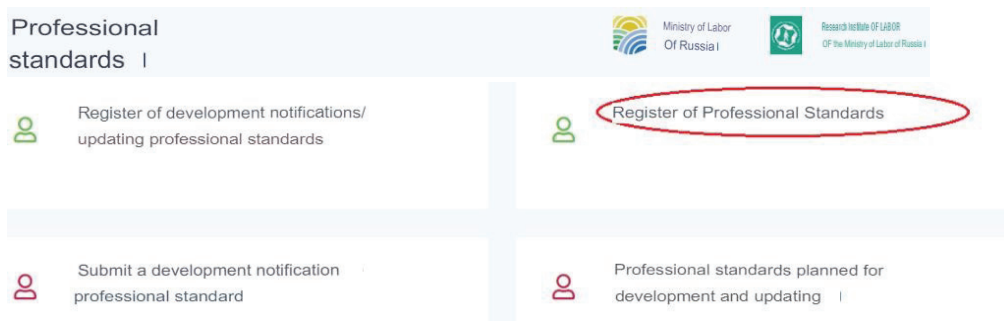 Professional
standards
Ministry of Labor
Of Russia
Research Institute OF LABOR
OF the Ministry of Labor of Russia
Register of development notifications/
updating professional standards
Register of Professional Standards
Submit a development notification
professional standard
Professional standards planned for
development and updating